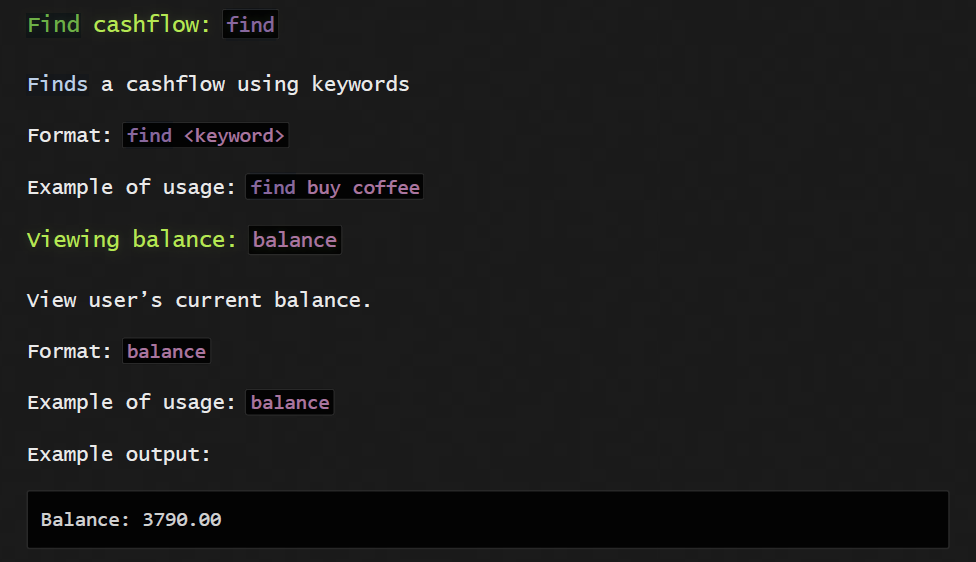 Find cashflow: find
Finds a cashflow using keywords
Format: find <keyword>
Example of usage: find buy coffee
Viewing balance: balance
View user’s current balance.
Format: balance
Example of usage: balance
Example output:
Balance: 3790.00